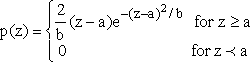 p(z) = { 2/b (z−a)e^{−(z−a)^2/b} for z ≥ a
0 for z ≺ a